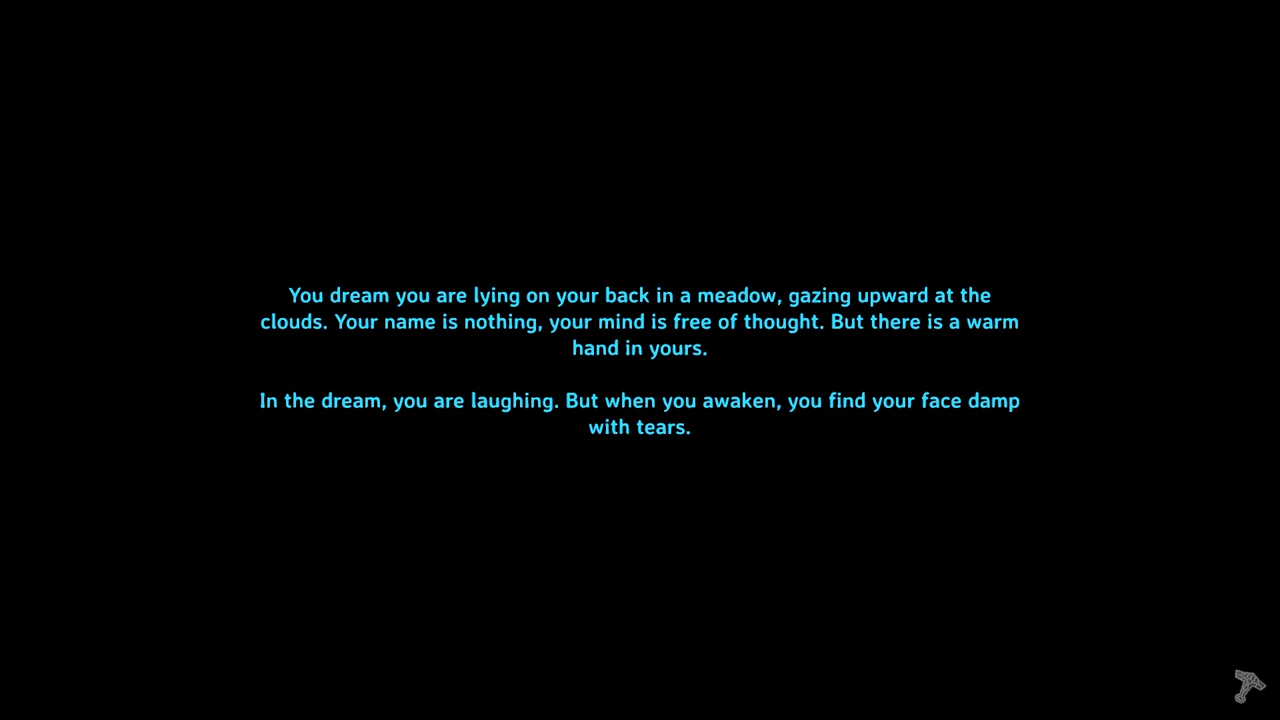 You dream you are lying on your back in a meadow, gazing upward at the
clouds. Your name is nothing, your mind is free of thought. But there is a warm
hand in yours.
In the dream, you are laughing. But when you awaken, you find your face damp
with tears.